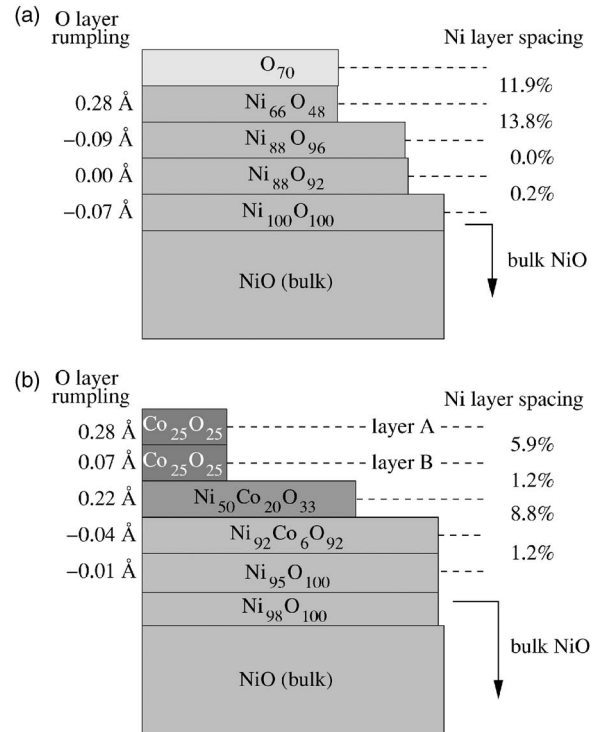 (a)
O layer
rumpling
Ni layer spacing
O₇₀
11.9%
0.28 Å
Ni₆₆O₄₈
13.8%
−0.09 Å
Ni₈₈O₉₆
0.0%
0.00 Å
Ni₈₈O₉₂
0.2%
−0.07 Å
Ni₁₀₀O₁₀₀
bulk NiO
NiO (bulk)
(b)
O layer
rumpling
Ni layer spacing
0.28 Å
Co₂₅O₂₅
layer A
5.9%
0.07 Å
Co₂₅O₂₅
layer B
1.2%
0.22 Å
Ni₅₀Co₂₀O₃₃
8.8%
−0.04 Å
Ni₉₂Co₆O₉₂
1.2%
−0.01 Å
Ni₉₅O₁₀₀
Ni₉₈O₁₀₀
bulk NiO
NiO (bulk)